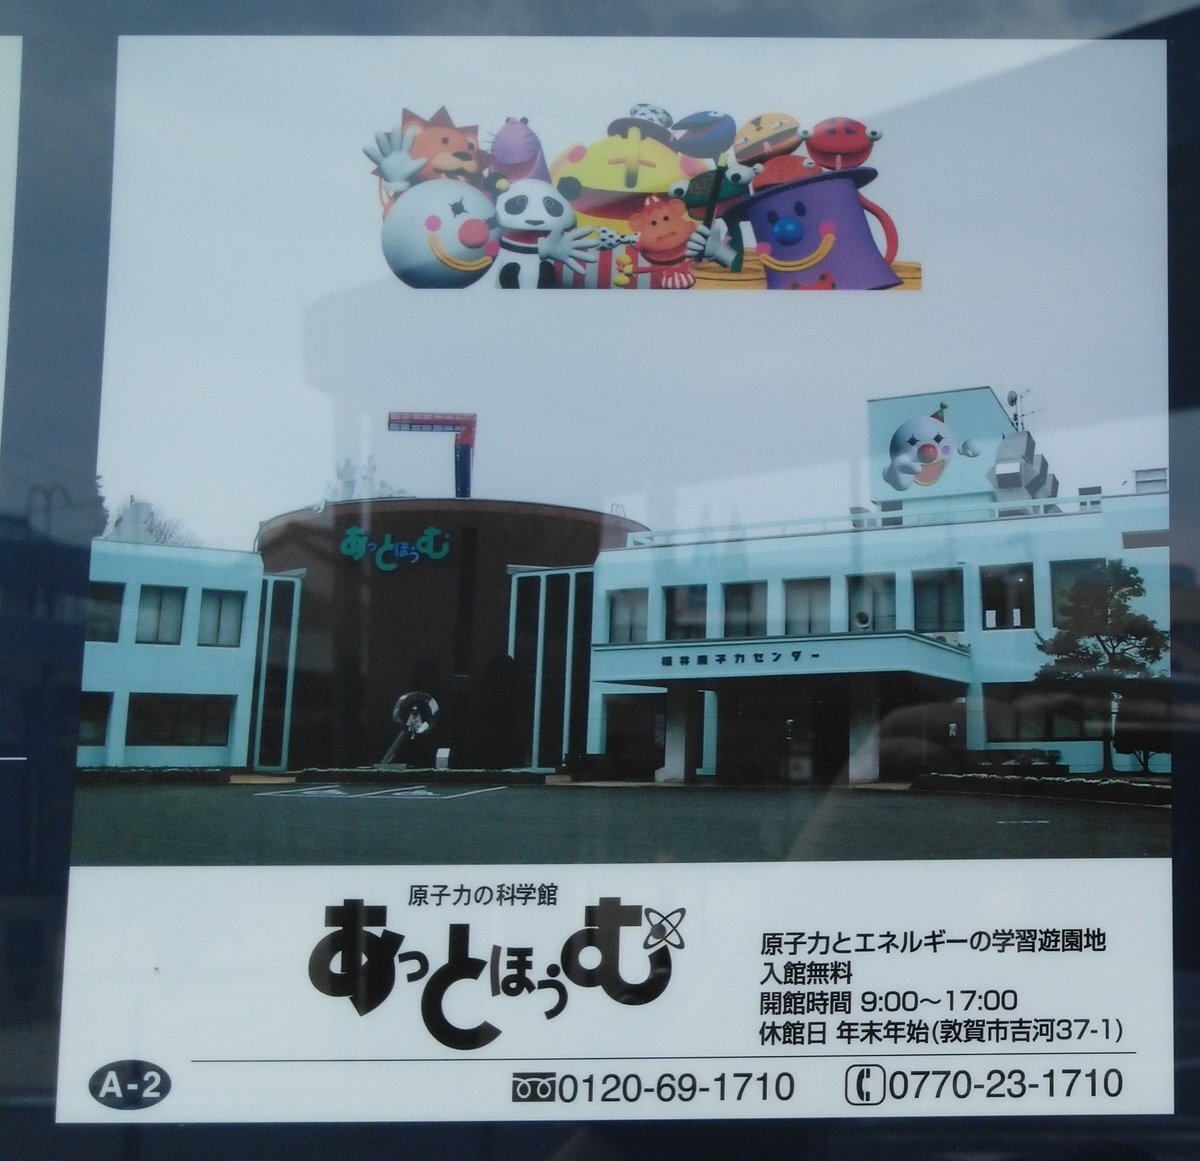 あっとほうむ
福井原子力センター
原子力の科学館
あっとほうむ
原子力とエネルギーの学習遊園地
入館無料
開館時間 9:00〜17:00
休館日 年末年始(敦賀市吉河37-1)
A-2
0120-69-1710
0770-23-1710